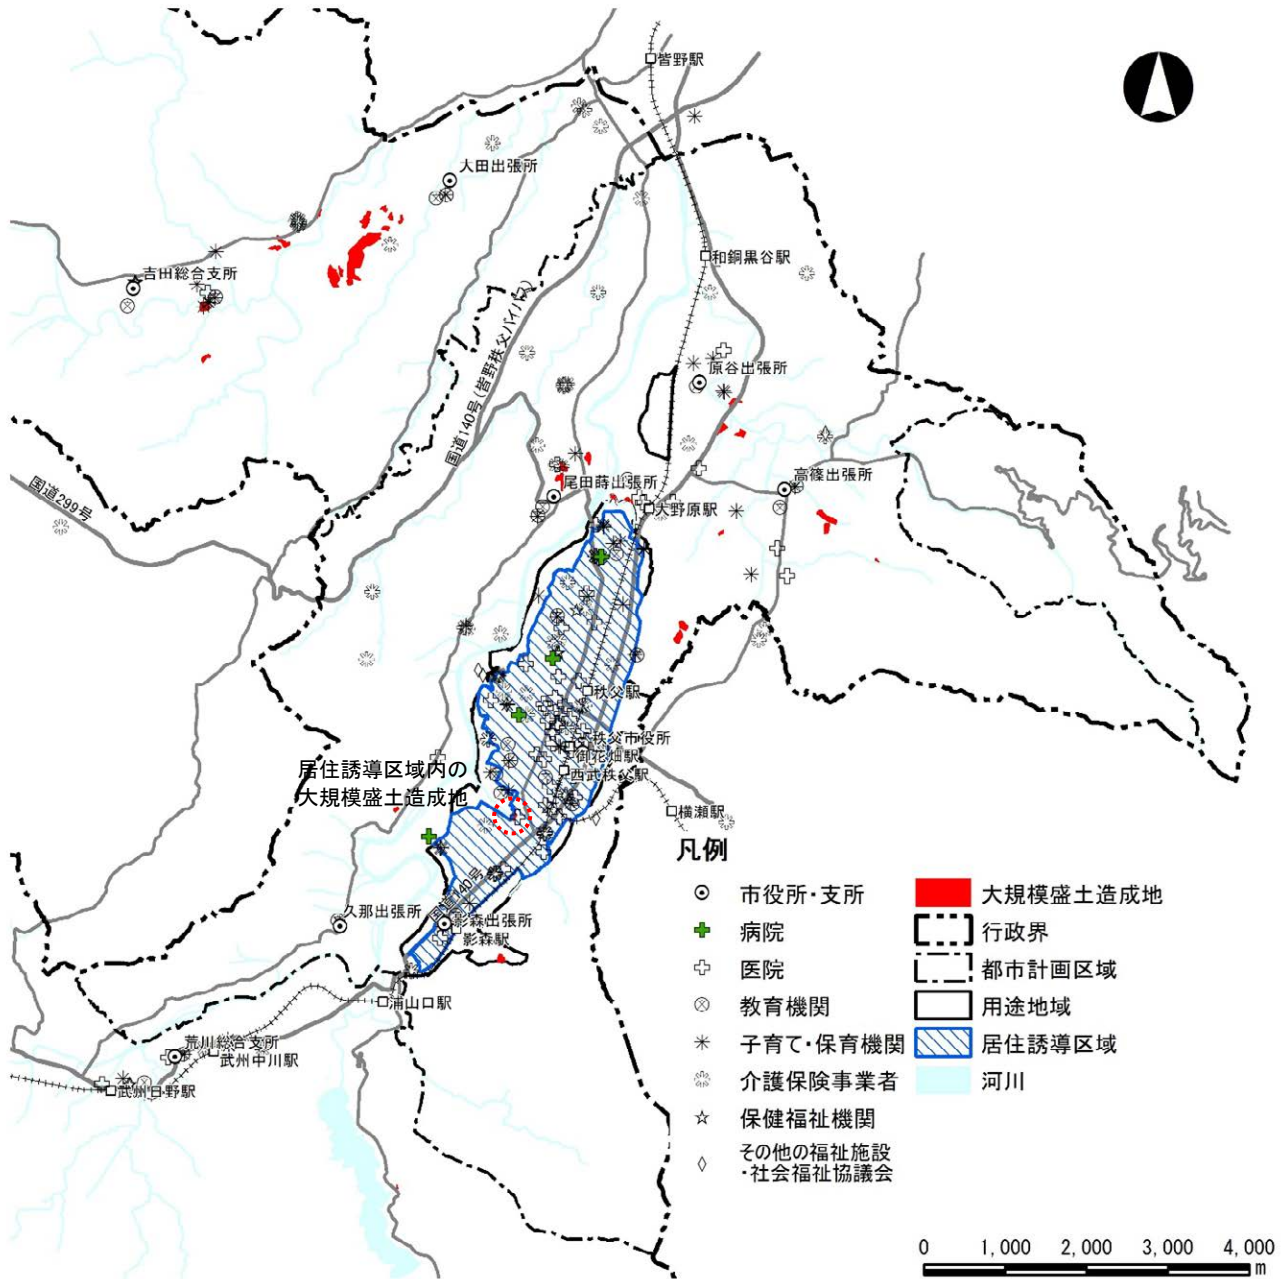 皆野駅
大田出張所
和銅黒谷駅
吉田総合支所
国道140号(皆野秩父バイパス)
原谷出張所
高篠出張所
尾田蒔出張所
国道299号
大野原駅
秩父駅
秩父市役所
御花畑駅
西武秩父駅
居住誘導区域内の
大規模盛土造成地
横瀬駅
国道140号
久那出張所
影森出張所
影森駅
浦山口駅
荒川総合支所
武州中川駅
武州日野駅
凡例
市役所・支所
病院
医院
教育機関
子育て・保育機関
介護保険事業者
保健福祉機関
その他の福祉施設
・社会福祉協議会
大規模盛土造成地
行政界
都市計画区域
用途地域
居住誘導区域
河川
0 1,000 2,000 3,000 4,000
m